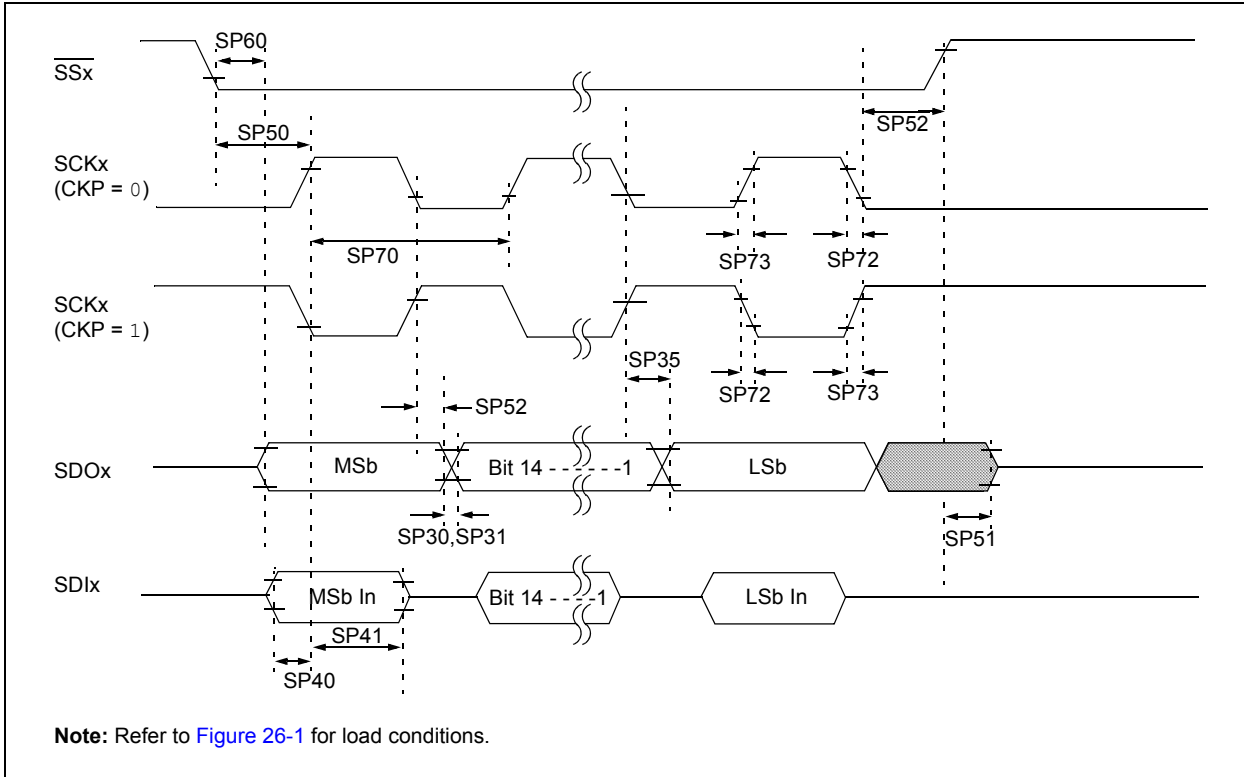 SP60
SSx
SP50
SP52
SCKx
(CKP = 0)
SP70
SP73
SP72
SCKx
(CKP = 1)
SP35
SP72
SP73
SP52
SDOx
MSb
Bit 14 - - - - - -1
LSb
SP30,SP31
SP51
SDIx
MSb In
Bit 14 - - - -1
LSb In
SP41
SP40
Note: Refer to Figure 26-1 for load conditions.